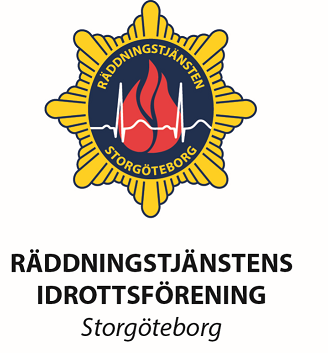 RÄDDNINGSTJÄNSTEN
STORGÖTEBORG
RÄDDNINGSTJÄNSTENS
IDROTTSFÖRENING
Storgöteborg